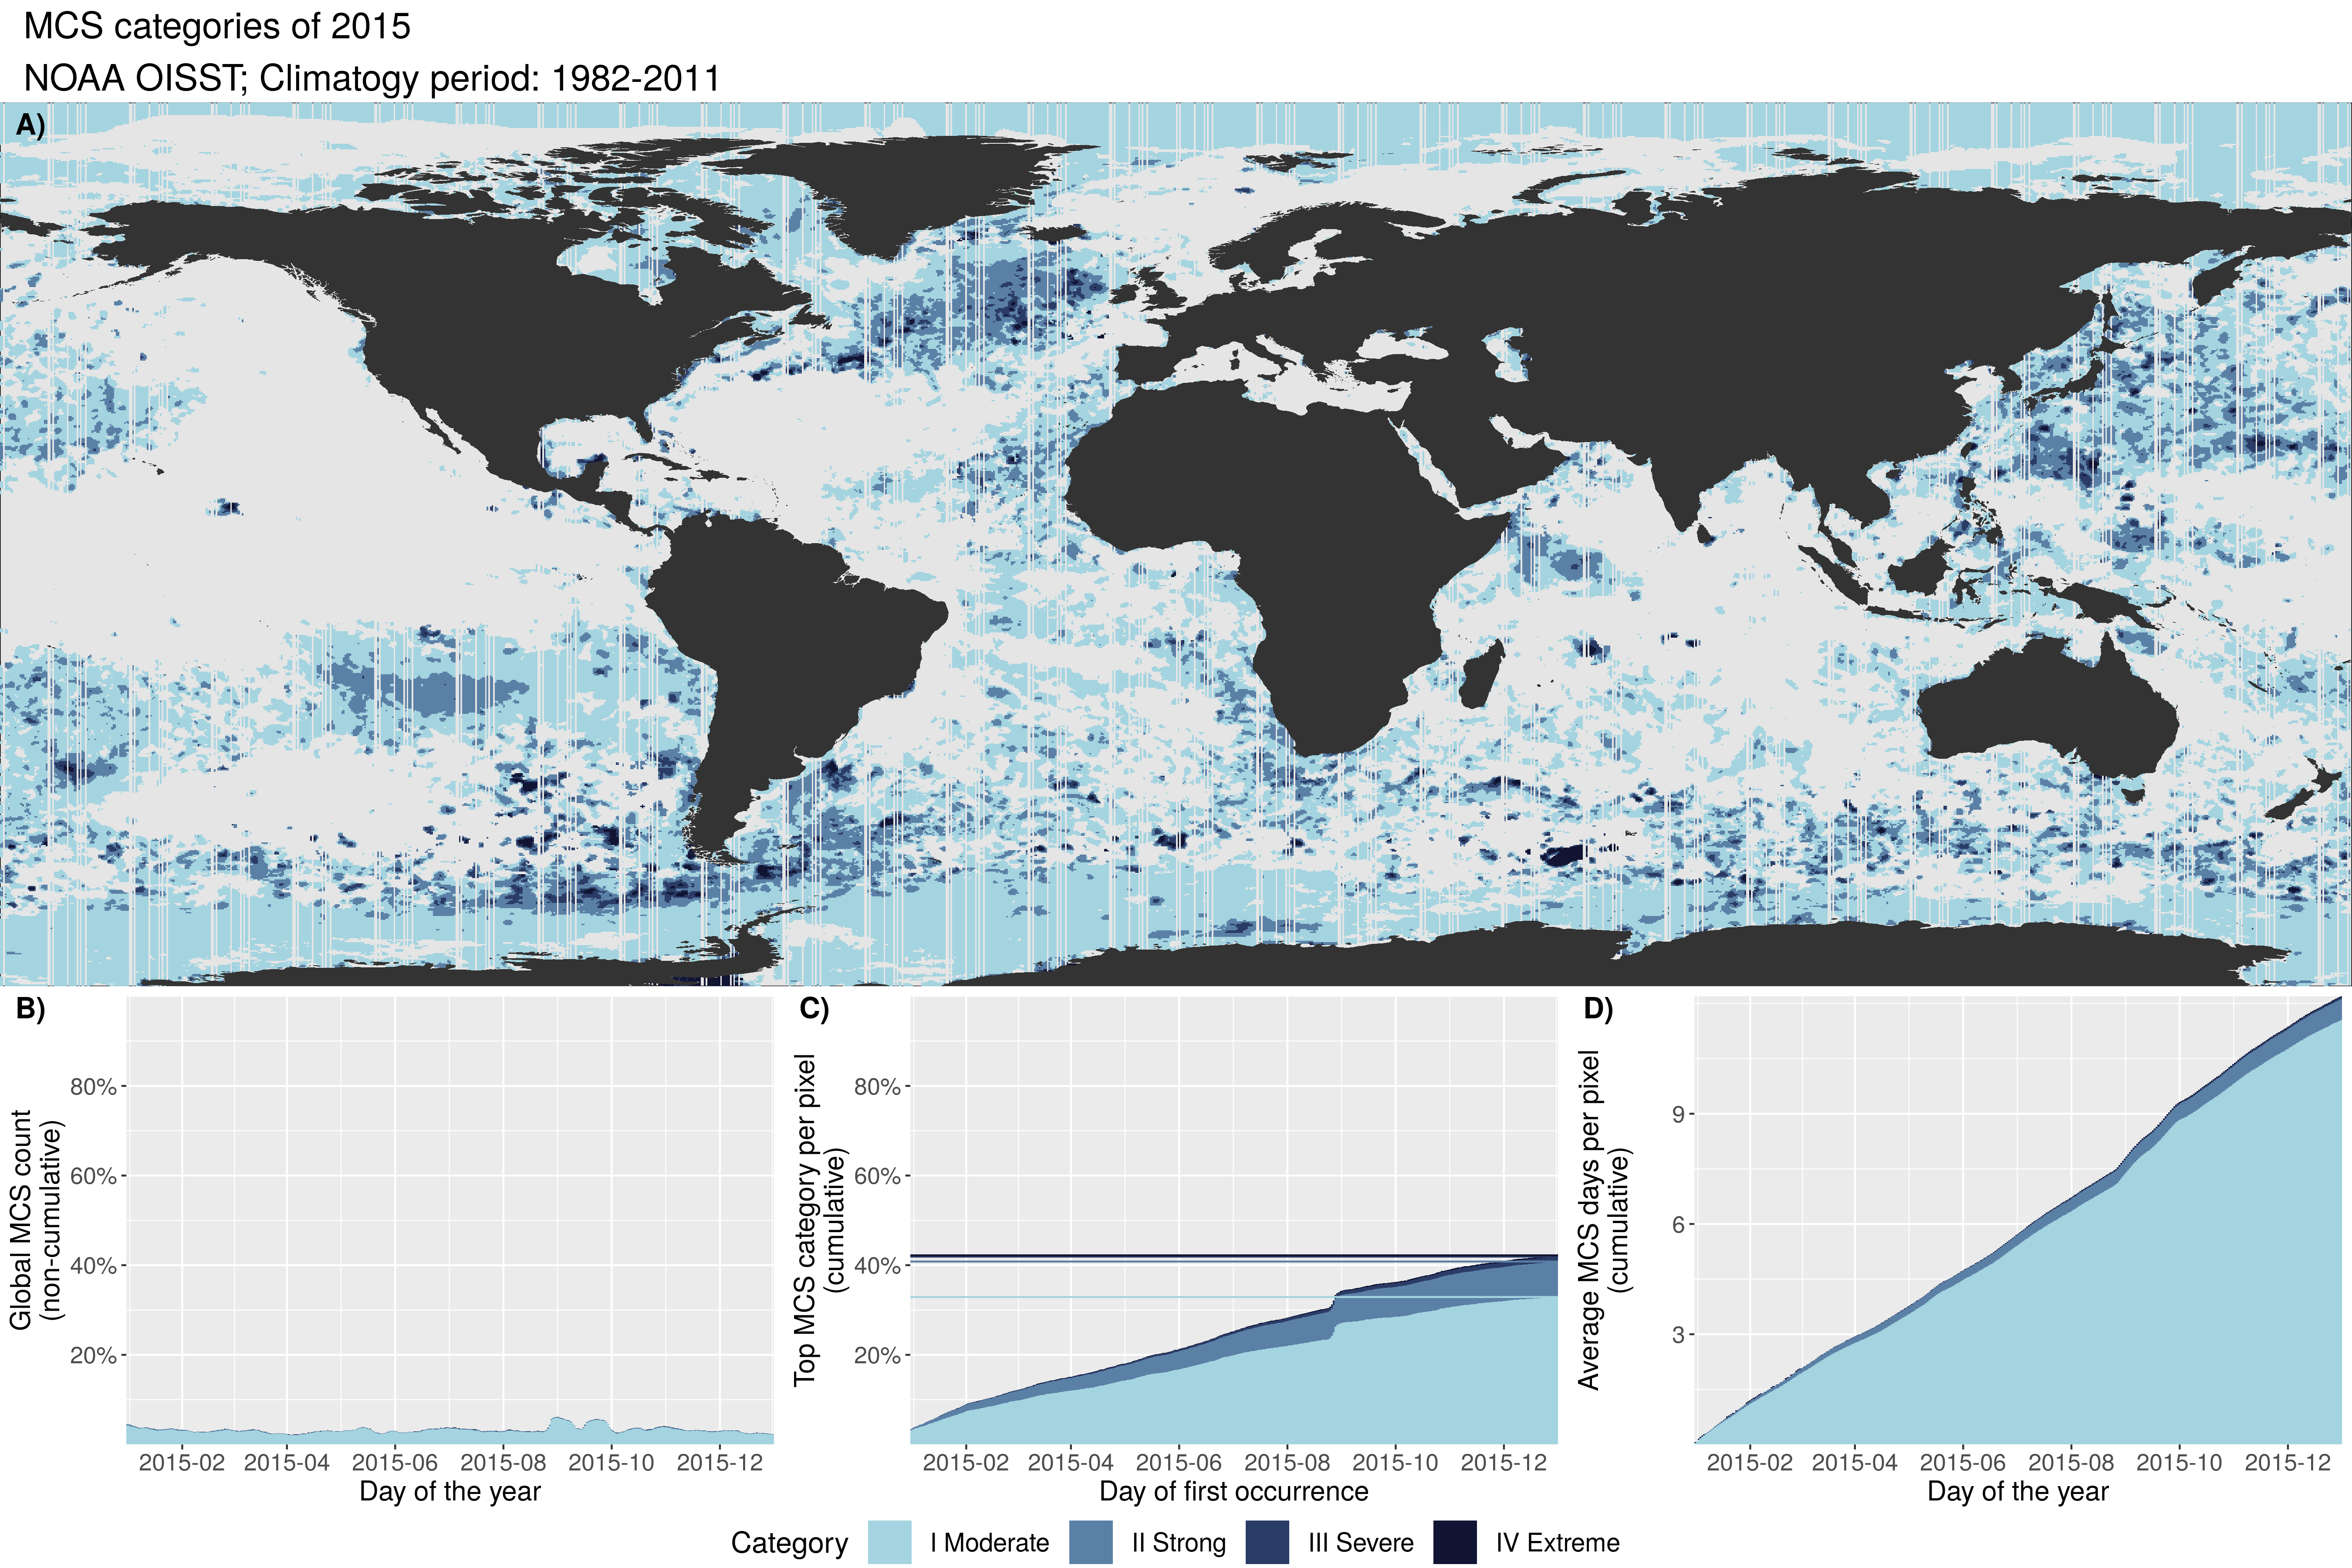 MCS categories of 2015
NOAA OISST; Climatogy period: 1982-2011
A)
B)
Global MCS count
(non-cumulative)
80%
60%
40%
20%
2015-02 2015-04 2015-06 2015-08 2015-10 2015-12
Day of the year
C)
Top MCS category per pixel
(cumulative)
80%
60%
40%
20%
2015-02 2015-04 2015-06 2015-08 2015-10 2015-12
Day of first occurrence
D)
Average MCS days per pixel
(cumulative)
9
6
3
2015-02 2015-04 2015-06 2015-08 2015-10 2015-12
Day of the year
Category I Moderate II Strong III Severe IV Extreme